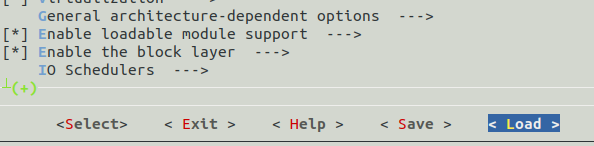 [ ] Virtualization --->
General architecture-dependent options --->
[*] Enable loadable module support --->
[*] Enable the block layer --->
IO Schedulers --->
┴(+)
<Select> < Exit > < Help > < Save > < Load >